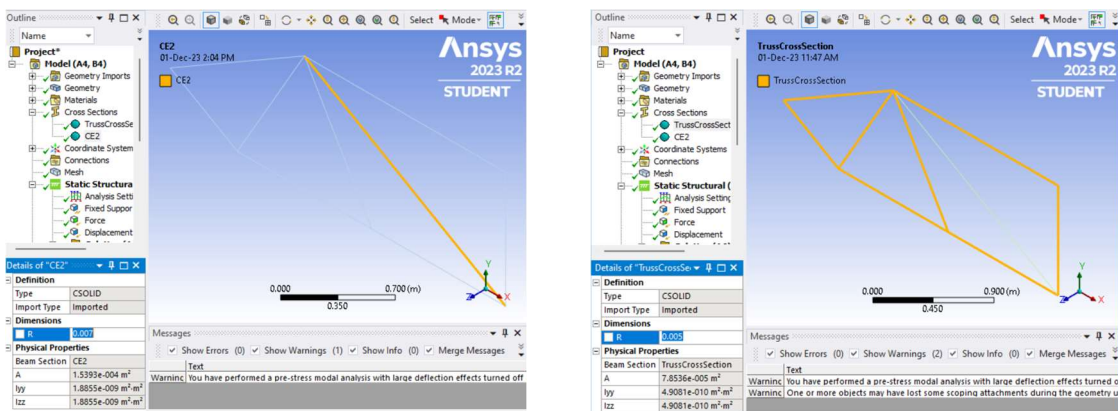 Outline
Name
Project*
Model (A4, B4)
Geometry Imports
Geometry
Materials
Cross Sections
TrussCrossSe
CE2
Coordinate System
Connections
Mesh
Static Structura
Analysis Setti
Fixed Suppor
Force
Displacement
Details of "CE2"
Definition
Type CSOLID
Import Type Imported
Dimensions
R 0.007
Physical Properties
Beam Section CE2
A 1.5393e-004 m²
Iyy 1.8855e-009 m²·m²
Izz 1.8855e-009 m²·m²
Select Mode
CE2
01-Dec-23 2:04 PM
CE2
Ansys
2023 R2
STUDENT
0.000 0.700 (m)
0.350
Y
Z X
Messages
Show Errors (0) Show Warnings (1) Show Info (0) Merge Messages
Text
Warninc You have performed a pre-stress modal analysis with large deflection effects turned off
Outline
Name
Project
Model (A4, B4)
Geometry Imports
Geometry
Materials
Cross Sections
TrussCrossSect
CE2
Coordinate Systems
Connections
Mesh
Static Structural (
Analysis Setting
Fixed Support
Force
Displacement
Details of "TrussCrossSe
Definition
Type CSOLID
Import Type Imported
Dimensions
R 0.005
Physical Properties
Beam Section TrussCrossSection
A 7.8536e-005 m²
Iyy 4.9081e-010 m²·m²
Izz 4.9081e-010 m²·m²
Select Mode
TrussCrossSection
01-Dec-23 11:47 AM
TrussCrossSection
Ansys
2023 R2
STUDENT
0.000 0.900 (m)
0.450
Y
Z X
Messages
Show Errors (0) Show Warnings (2) Show Info (0) Merge Messages
Text
Warninc You have performed a pre-stress modal analysis with large deflection effects turned o
Warninc One or more objects may have lost some scoping attachments during the geometry u